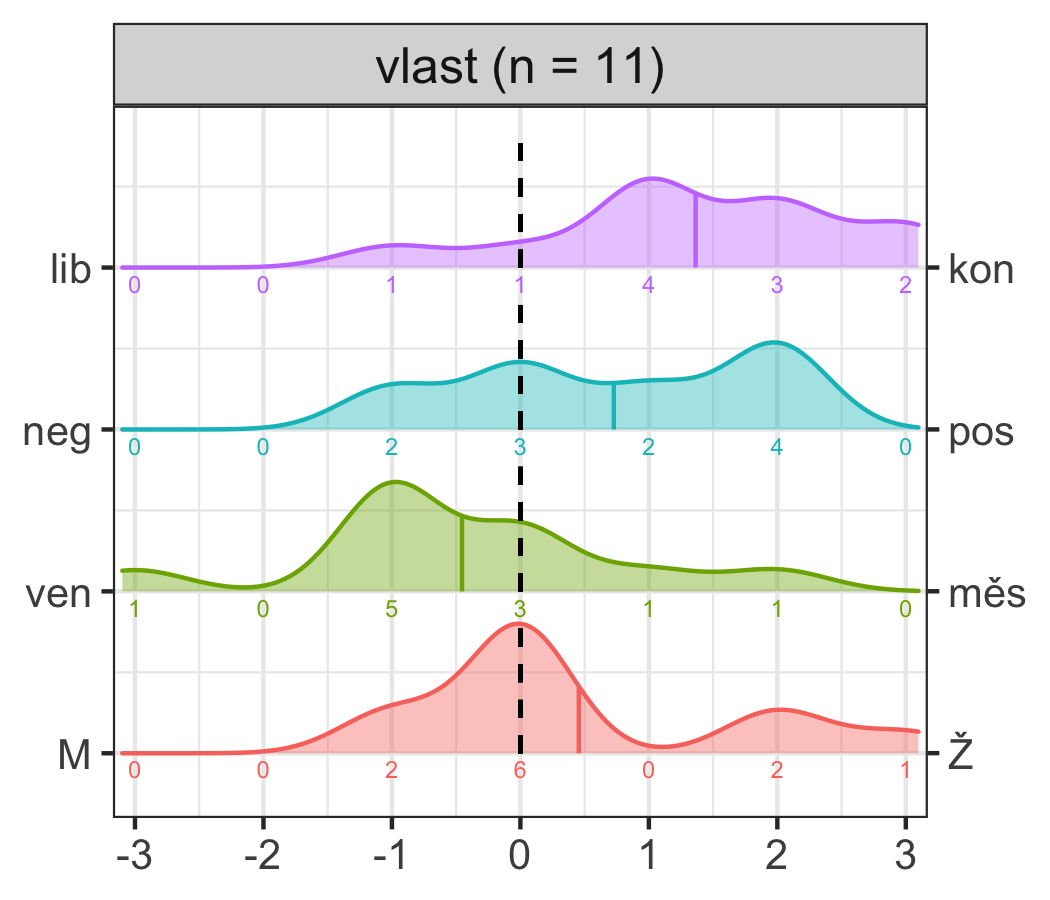 vlast (n = 11)
lib kon
0 0 1 1 4 3 2
neg pos
0 0 2 3 2 4 0
ven měs
1 0 5 3 1 1 0
M Ž
0 0 2 6 0 2 1
-3 -2 -1 0 1 2 3